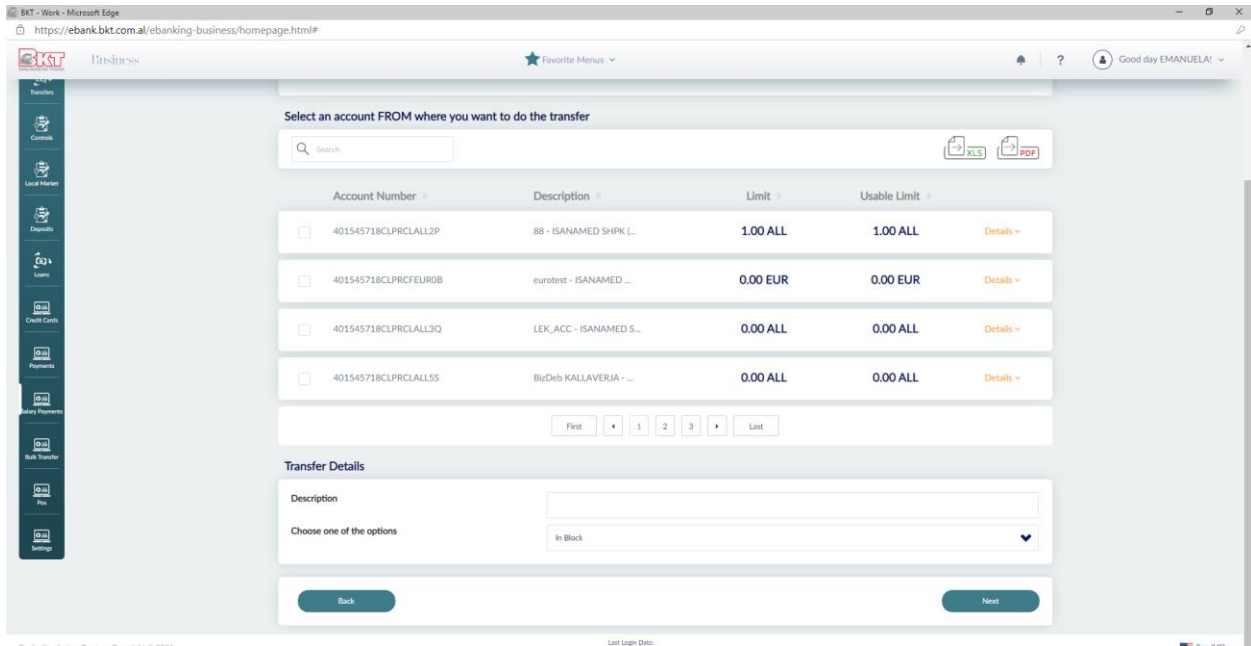 BKT - Work - Microsoft Edge
https://ebank.bkt.com.al/ebanking-business/homepage.html#
BKT
Business
Favorite Menus
?
Good day EMANUELA!
Transfers
Controls
Local Market
Deposits
Loans
Credit Cards
Payments
Salary Payments
Bulk Transfer
Pos
Settings
Select an account FROM where you want to do the transfer
Search
XLS PDF
Account Number Description Limit Usable Limit
401545718CLPRCLALL2P 88 - ISANAMED SHPK (... 1.00 ALL 1.00 ALL Details
401545718CLPRCFEUR0B eurotest - ISANAMED ... 0.00 EUR 0.00 EUR Details
401545718CLPRCLALL3Q LEK_ACC - ISANAMED S... 0.00 ALL 0.00 ALL Details
401545718CLPRCLALL5S BizDeb KALLAVERJA - ... 0.00 ALL 0.00 ALL Details
First 1 2 3 Last
Transfer Details
Description
Choose one of the options In Block
Back Next
Last Login Date: